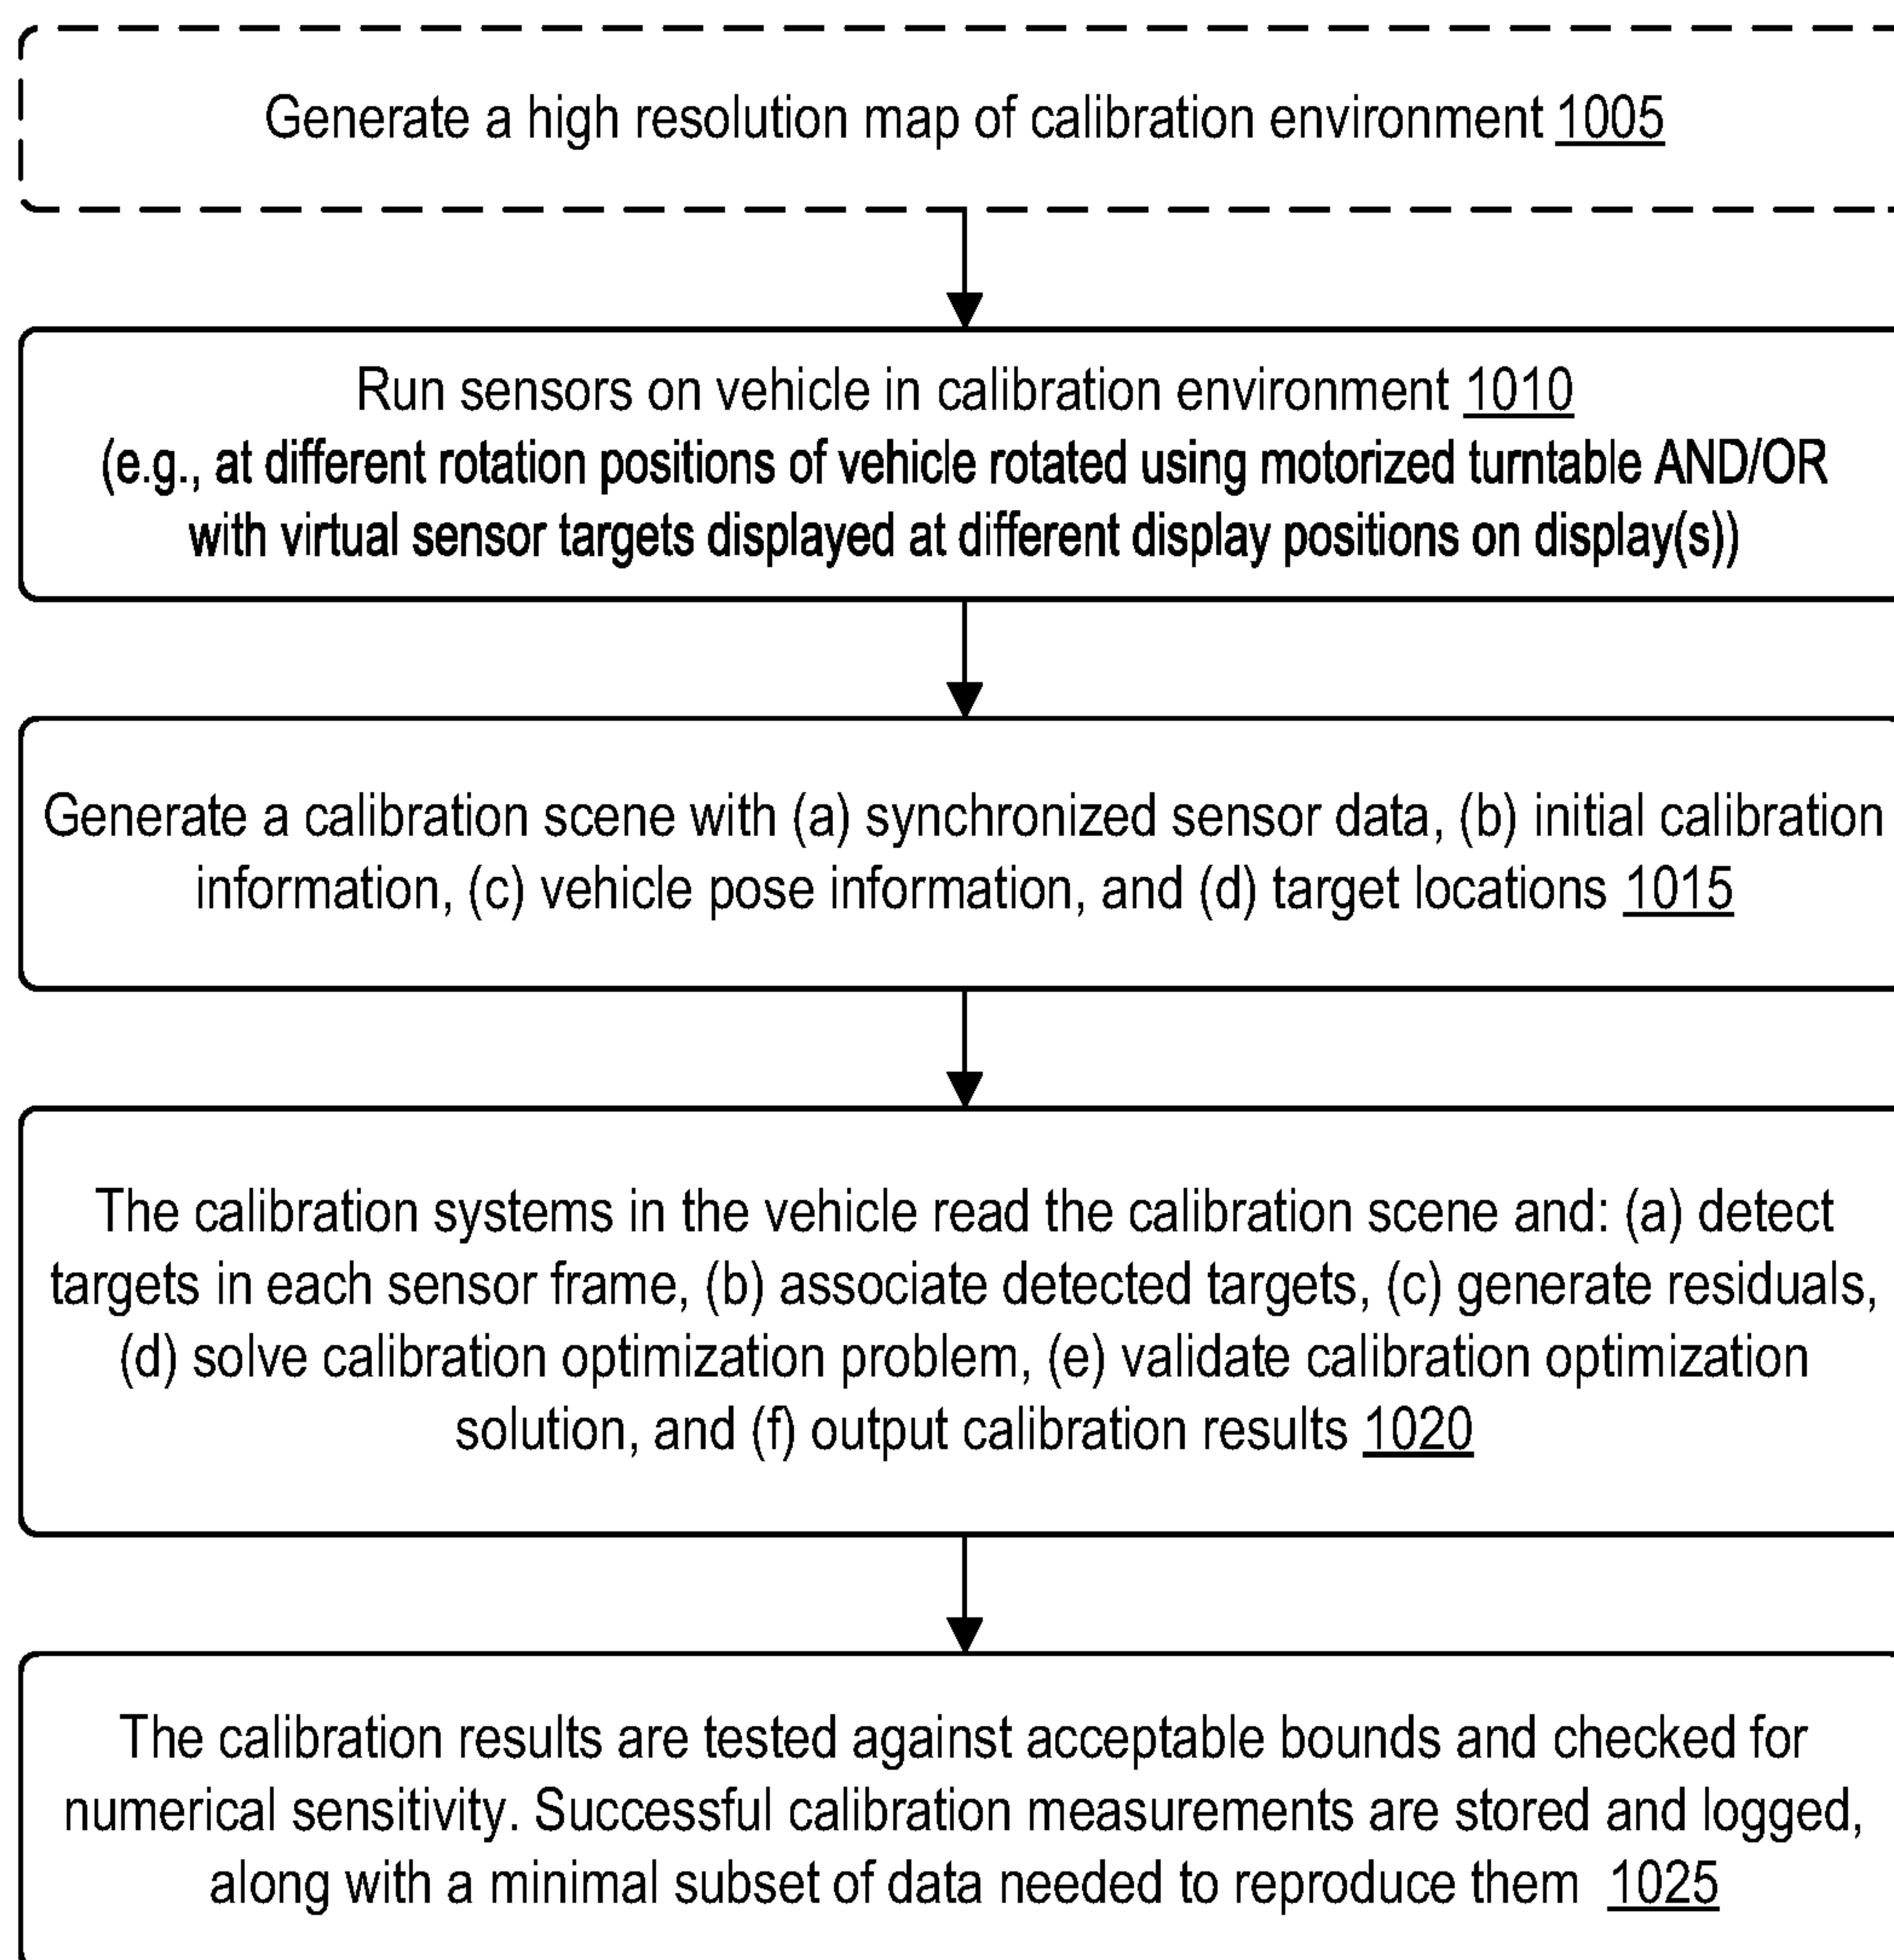 Generate a high resolution map of calibration environment 1005
Run sensors on vehicle in calibration environment 1010
(e.g., at different rotation positions of vehicle rotated using motorized turntable AND/OR
with virtual sensor targets displayed at different display positions on display(s))
Generate a calibration scene with (a) synchronized sensor data, (b) initial calibration
information, (c) vehicle pose information, and (d) target locations 1015
The calibration systems in the vehicle read the calibration scene and: (a) detect
targets in each sensor frame, (b) associate detected targets, (c) generate residuals,
(d) solve calibration optimization problem, (e) validate calibration optimization
solution, and (f) output calibration results 1020
The calibration results are tested against acceptable bounds and checked for
numerical sensitivity. Successful calibration measurements are stored and logged,
along with a minimal subset of data needed to reproduce them 1025